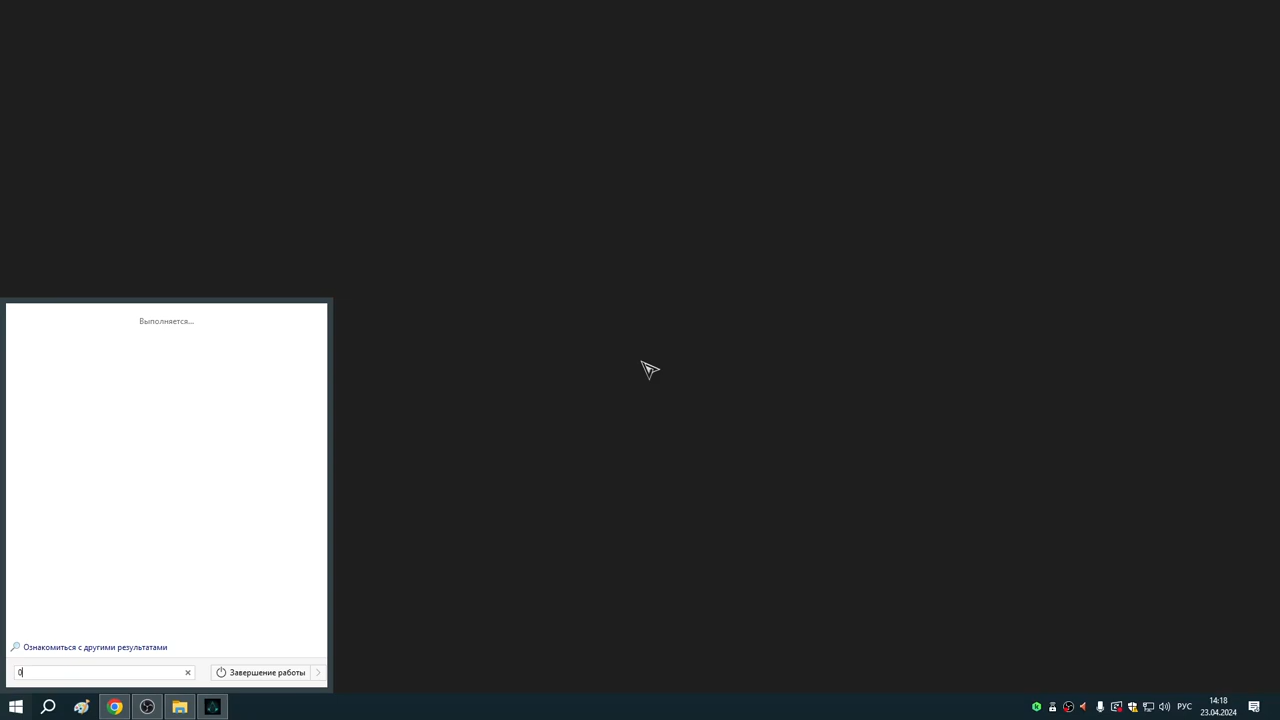 Выполняется...
Ознакомиться с другими результатами
0
Завершение работы
РУС
14:18
23.04.2024